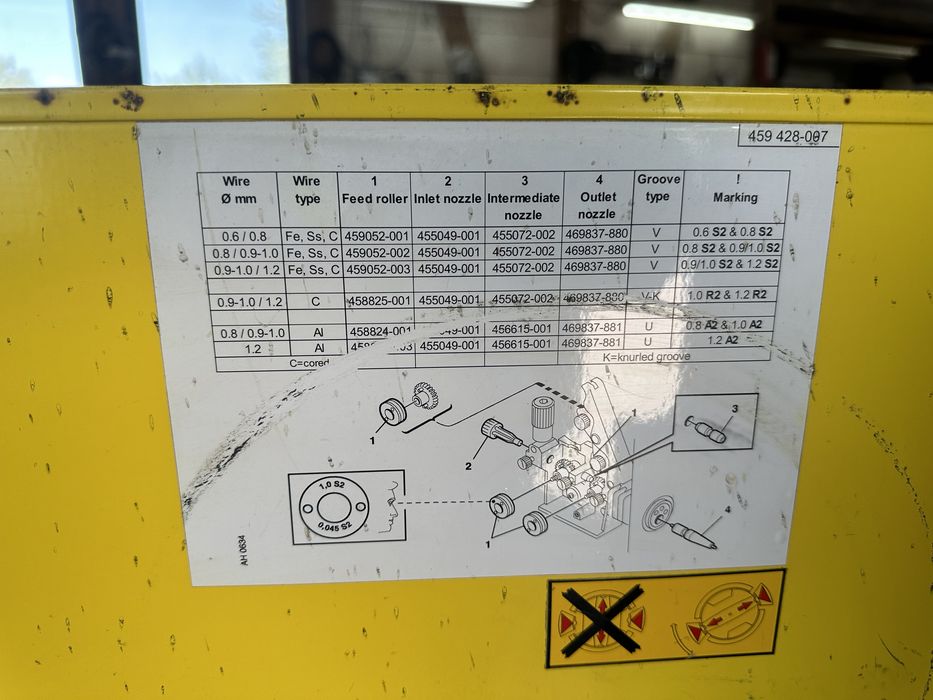 459 428-007
Wire Wire 1 2 3 4 Groove !
Ø mm type Feed roller Inlet nozzle Intermediate Outlet type Marking
nozzle nozzle
0.6 / 0.8 Fe, Ss, C 459052-001 455049-001 455072-002 469837-880 V 0.6 S2 & 0.8 S2
0.8 / 0.9-1.0 Fe, Ss, C 459052-002 455049-001 455072-002 469837-880 V 0.8 S2 & 0.9/1.0 S2
0.9-1.0 / 1.2 Fe, Ss, C 459052-003 455049-001 455072-002 469837-880 V 0.9/1.0 S2 & 1.2 S2
0.9-1.0 / 1.2 C 458825-001 455049-001 455072-002 469837-880 V-K 1.0 R2 & 1.2 R2
0.8 / 0.9-1.0 Al 458824-001 456615-001 469837-881 U 0.8 A2 & 1.0 A2
1.2 Al 455049-001 456615-001 469837-881 U 1.2 A2
C=cored K=knurled groove
1
1
3
2
1,0 S2
0,045 S2
4
1
AH 0634